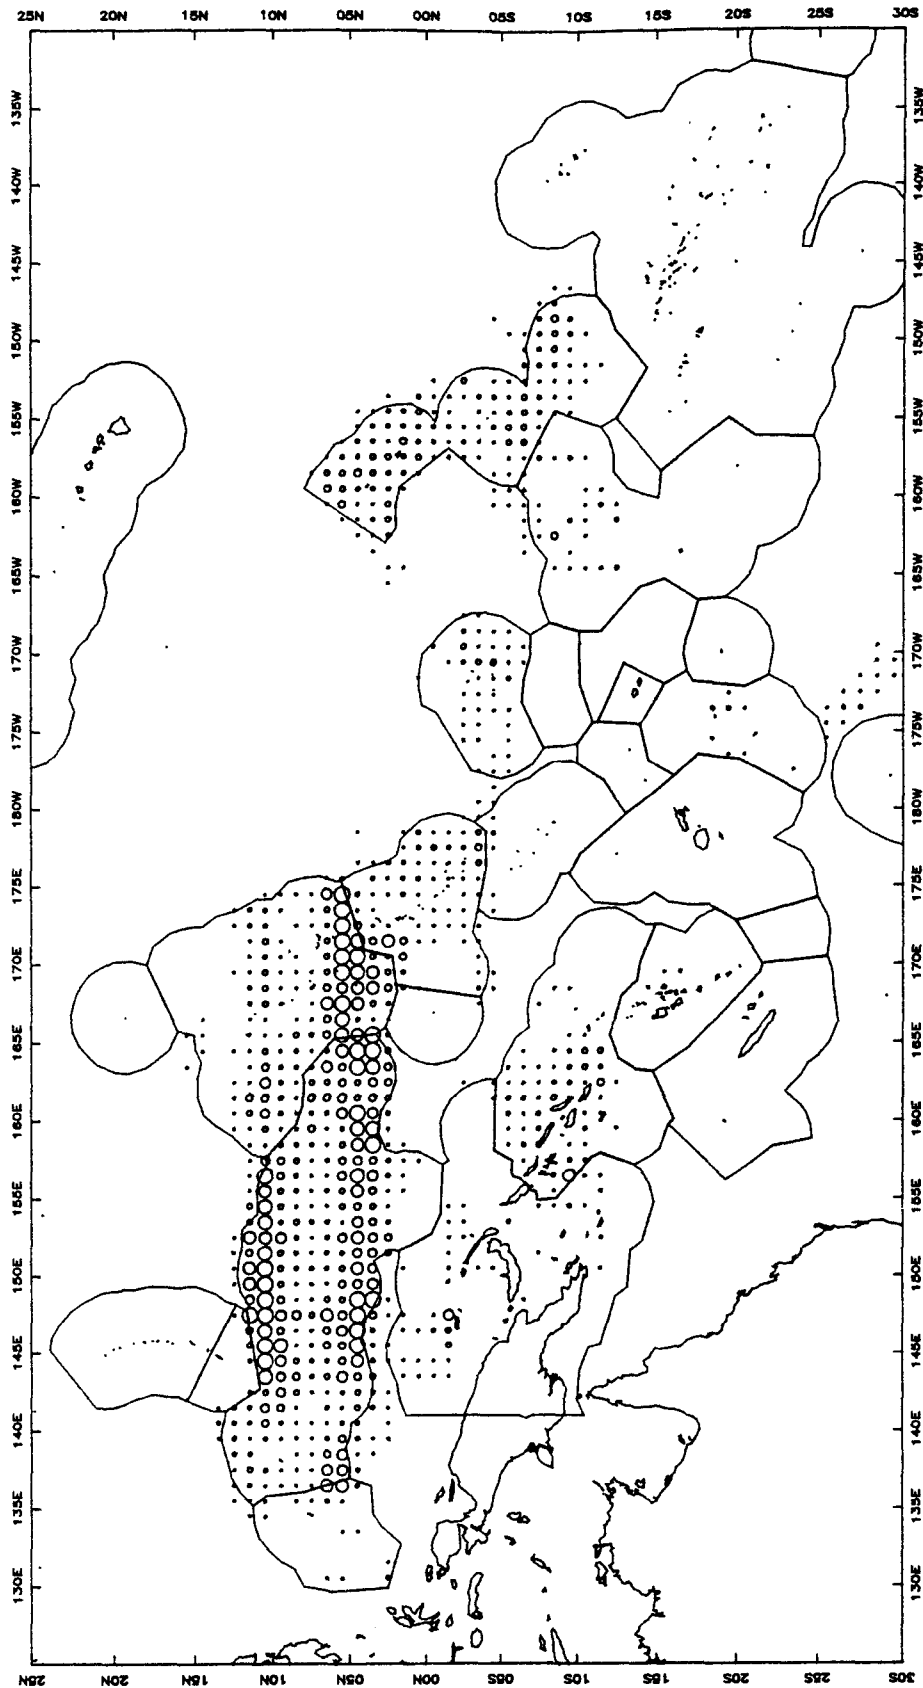 25N 20N 15N 10N 05N 00N 05S 10S 15S 20S 25S 30S
135W 135W
140W 140W
145W 145W
150W 150W
155W 155W
160W 160W
165W 165W
170W 170W
175W 175W
180W 180W
175E 175E
170E 170E
165E 165E
160E 160E
155E 155E
150E 150E
145E 145E
140E 140E
135E 135E
130E 130E
25N 20N 15N 10N 05N 00N 05S 10S 15S 20S 25S 30S